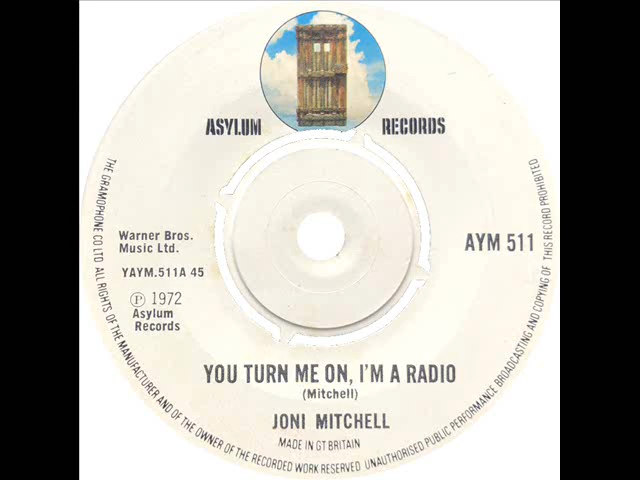 ASYLUM RECORDS
Warner Bros.
Music Ltd.
YAYM.511A 45
Ⓟ 1972
Asylum
Records
AYM 511
YOU TURN ME ON, I'M A RADIO
(Mitchell)
JONI MITCHELL
MADE IN GT BRITAIN
THE GRAMOPHONE CO LTD. ALL RIGHTS OF THE MANUFACTURER AND OF THE OWNER OF THE RECORDED WORK RESERVED UNAUTHORISED PUBLIC PERFORMANCE BROADCASTING AND COPYING OF THIS RECORD PROHIBITED